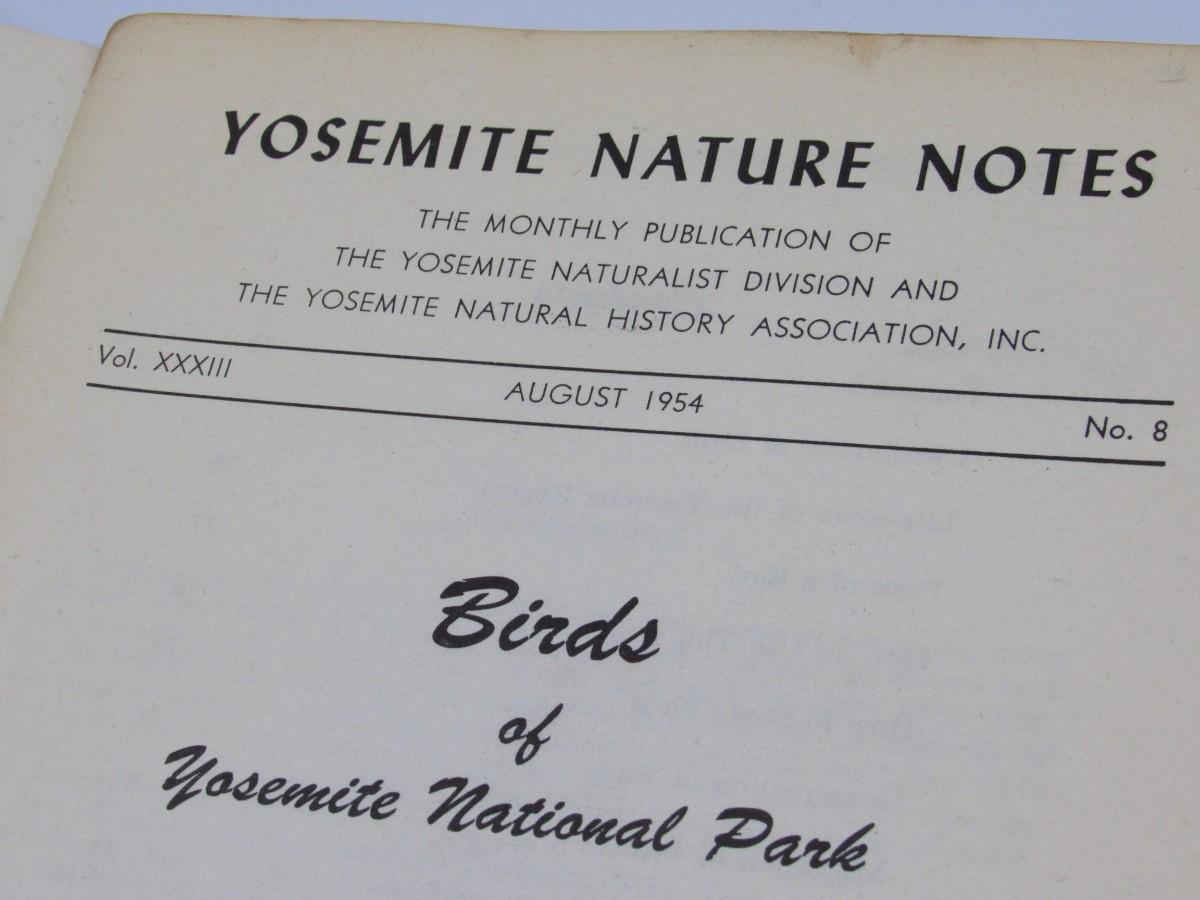 YOSEMITE NATURE NOTES
THE MONTHLY PUBLICATION OF
THE YOSEMITE NATURALIST DIVISION AND
THE YOSEMITE NATURAL HISTORY ASSOCIATION, INC.
Vol. XXXIII AUGUST 1954 No. 8
Birds
of
Yosemite National Park